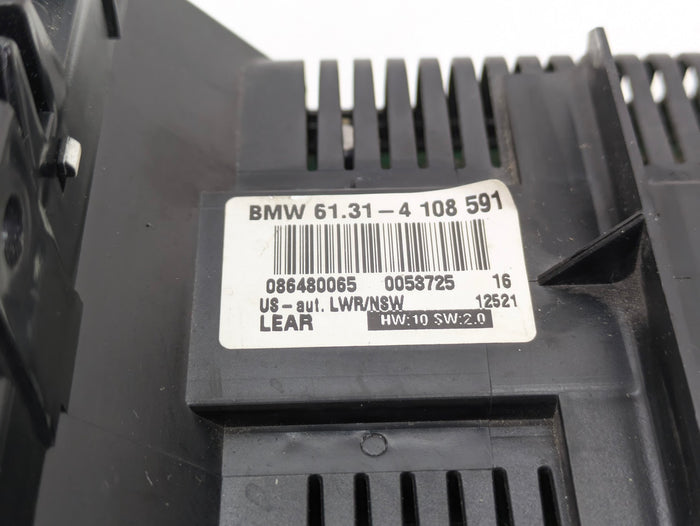 BMW 61.31-4 108 591
086480065 0053725 16
US-aut. LWR/NSW 12521
LEAR HW:10 SW:2.0